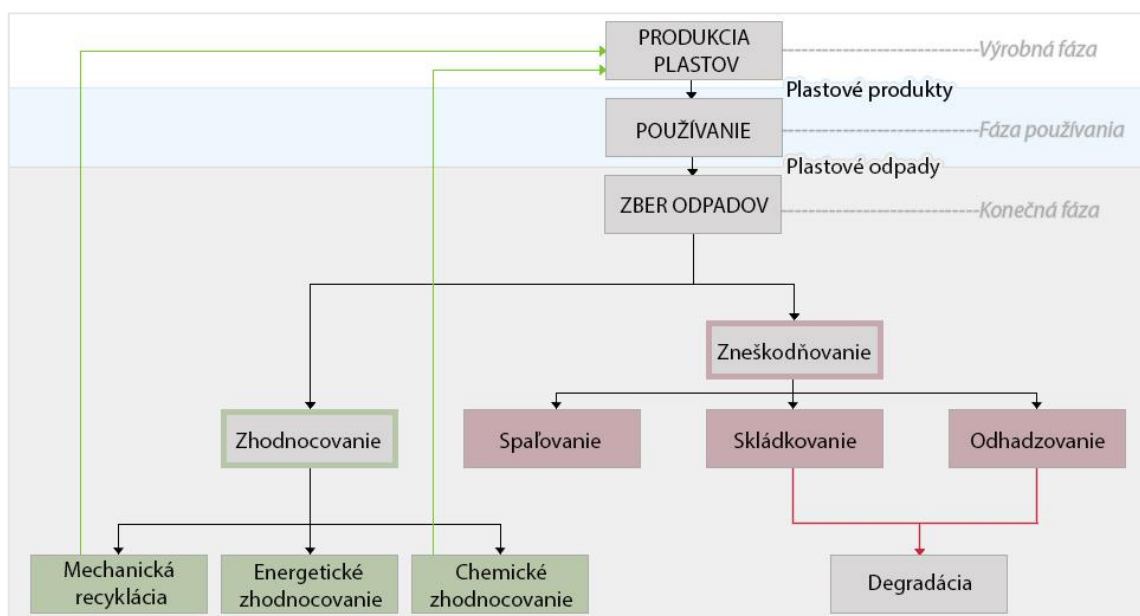 PRODUKCIA
PLASTOV
Výrobná fáza
Plastové produkty
POUŽÍVANIE
Fáza používania
Plastové odpady
ZBER ODPADOV
Konečná fáza
Zneškodňovanie
Zhodnocovanie
Spaľovanie
Skládkovanie
Odhadzovanie
Mechanická
recyklácia
Energetické
zhodnocovanie
Chemické
zhodnocovanie
Degradácia